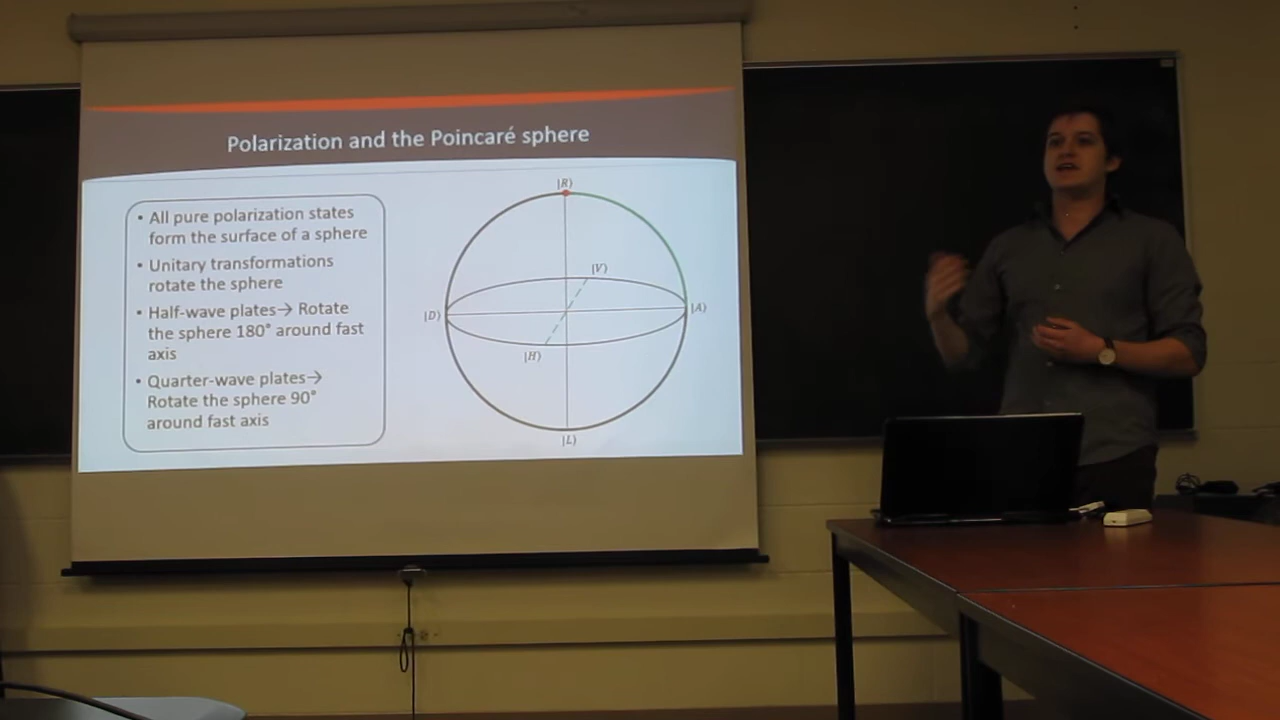 Polarization and the Poincaré sphere
• All pure polarization states
form the surface of a sphere
• Unitary transformations
rotate the sphere
• Half-wave plates→ Rotate
the sphere 180° around fast
axis
• Quarter-wave plates→
Rotate the sphere 90°
around fast axis
|R⟩
|V⟩
|D⟩
|A⟩
|H⟩
|L⟩